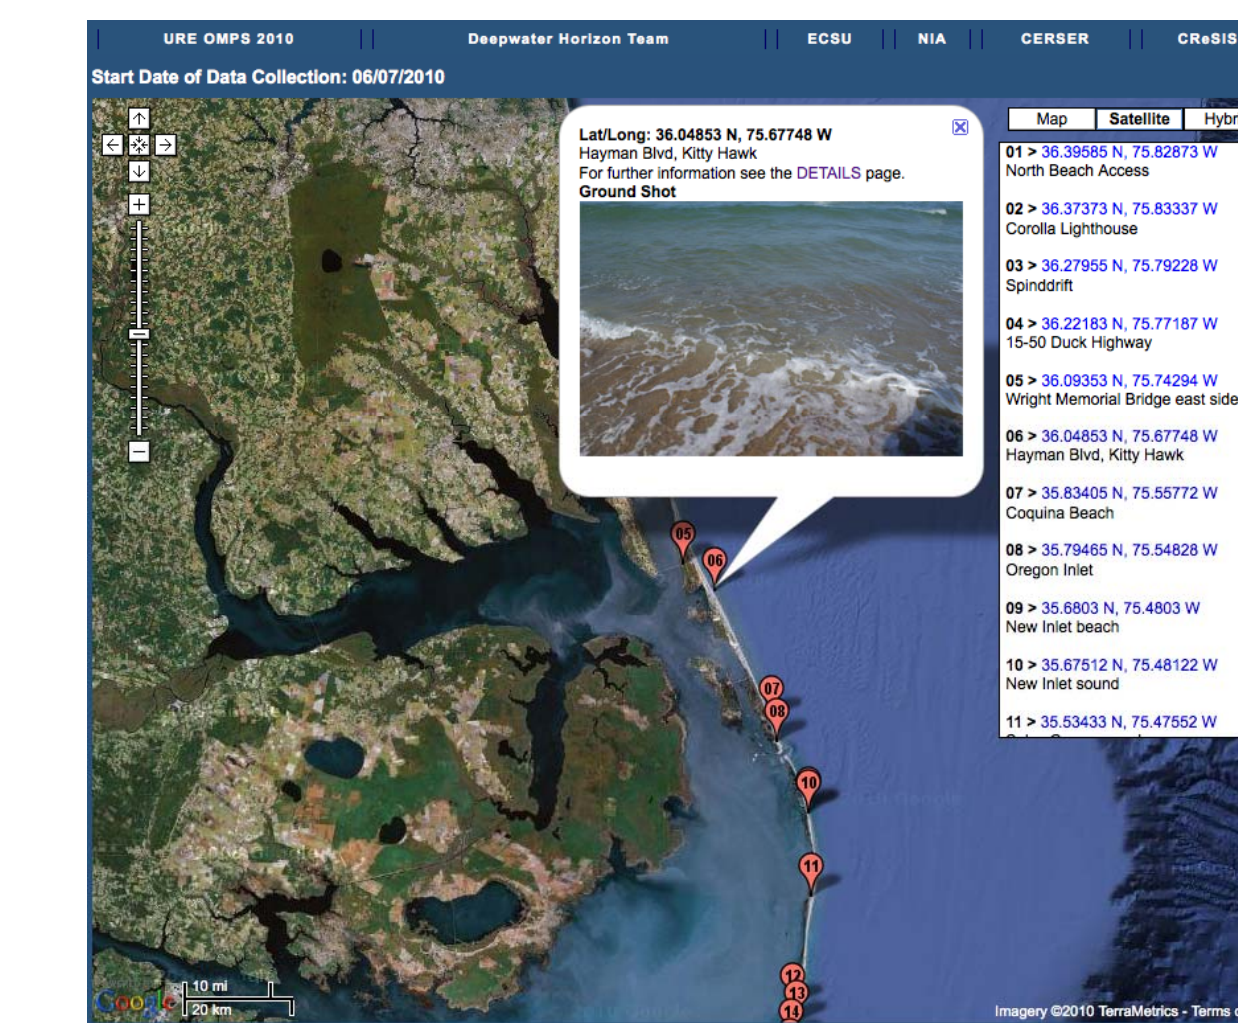 URE OMPS 2010
Deepwater Horizon Team
ECSU
NIA
CERSER
CReSIS
Start Date of Data Collection: 06/07/2010
Lat/Long: 36.04853 N, 75.67748 W
Hayman Blvd, Kitty Hawk
For further information see the DETAILS page.
Ground Shot
Map
Satellite
Hybr
01 > 36.39585 N, 75.82873 W
North Beach Access
02 > 36.37373 N, 75.83337 W
Corolla Lighthouse
03 > 36.27955 N, 75.79228 W
Spinddrift
04 > 36.22183 N, 75.77187 W
15-50 Duck Highway
05 > 36.09353 N, 75.74294 W
Wright Memorial Bridge east side
06 > 36.04853 N, 75.67748 W
Hayman Blvd, Kitty Hawk
07 > 35.83405 N, 75.55772 W
Coquina Beach
08 > 35.79465 N, 75.54828 W
Oregon Inlet
09 > 35.6803 N, 75.4803 W
New Inlet beach
10 > 35.67512 N, 75.48122 W
New Inlet sound
11 > 35.53433 N, 75.47552 W
05
06
07
08
10
11
12
13
14
10 mi
20 km
Google
Imagery ©2010 TerraMetrics - Terms